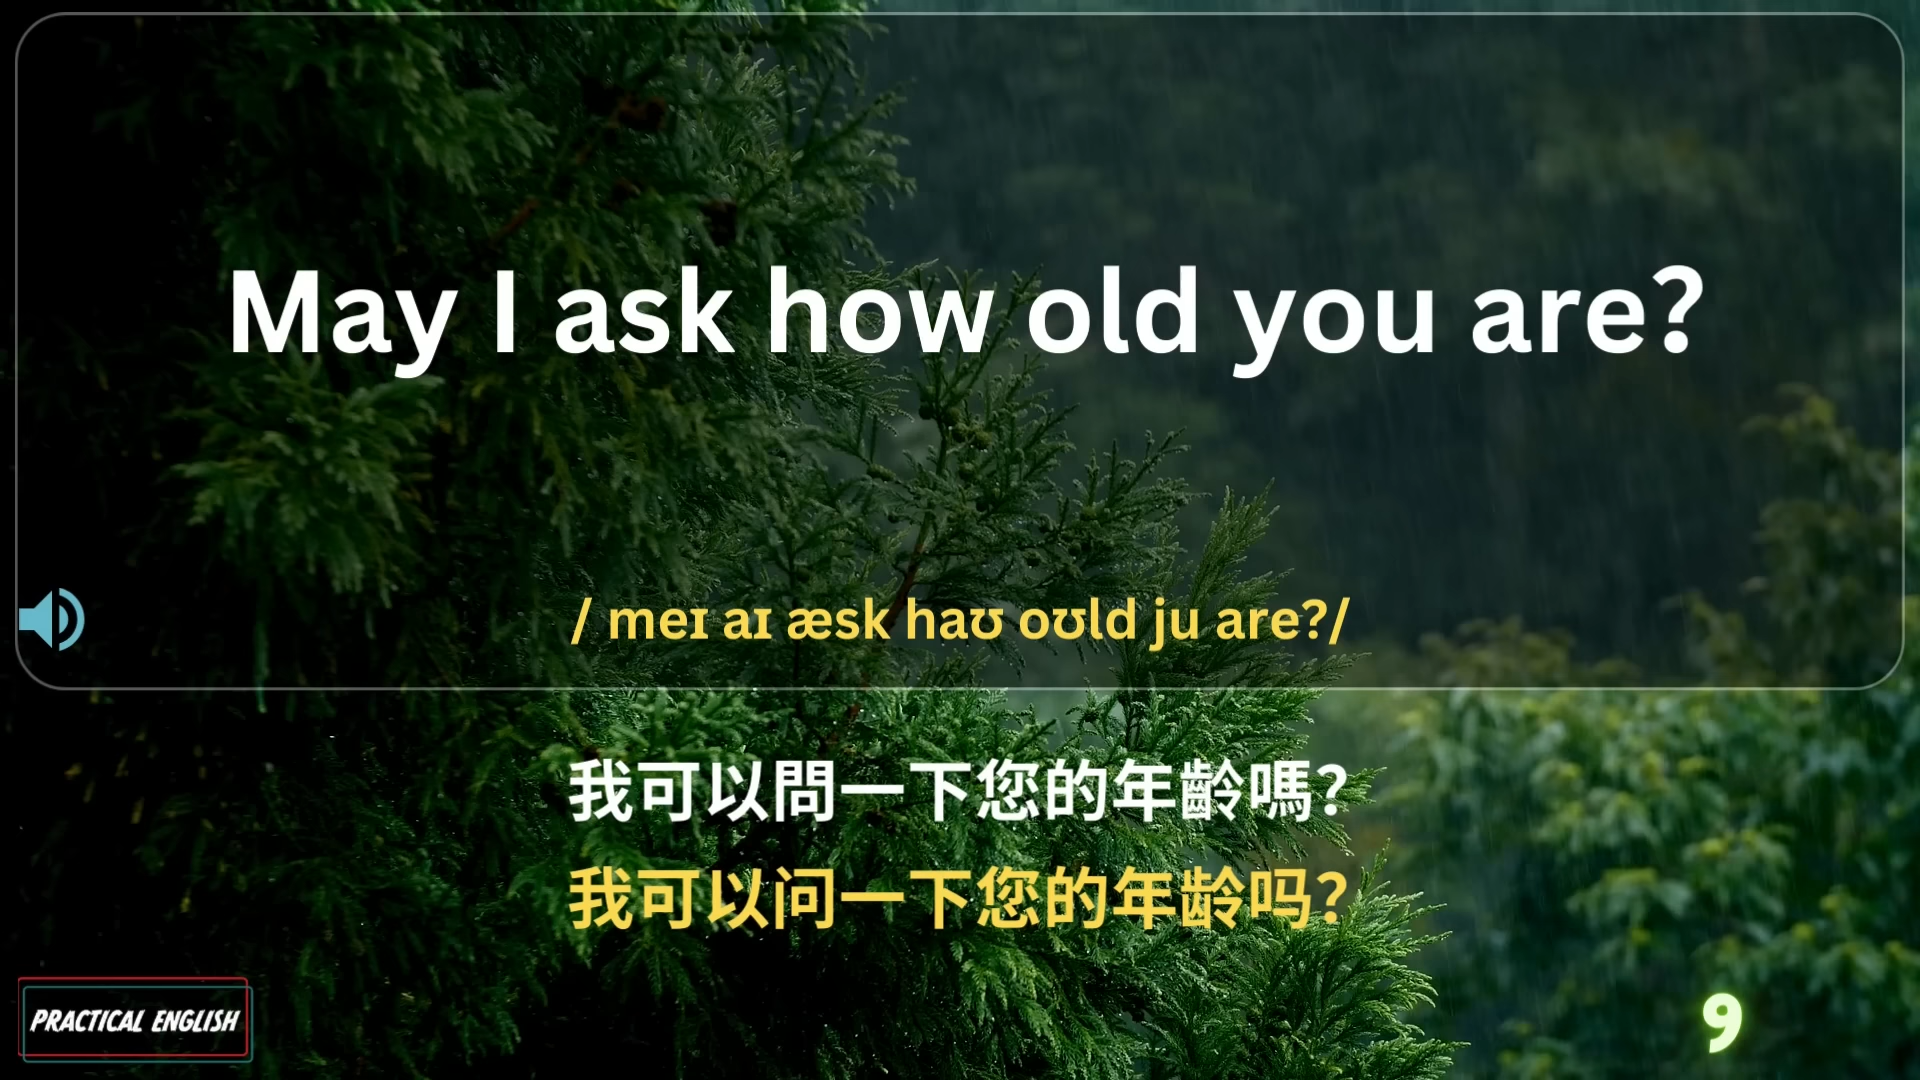 May I ask how old you are?
/ meɪ aɪ æsk haʊ oʊld ju are?/
我可以問一下您的年齡嗎?
我可以问一下您的年龄吗?
PRACTICAL ENGLISH
9